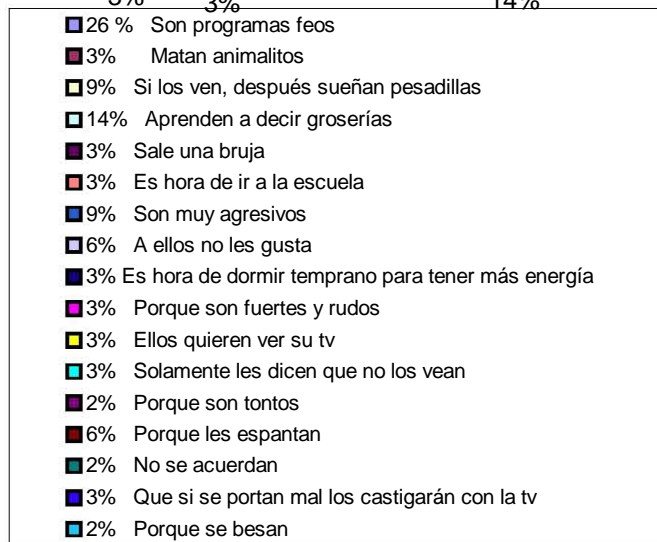 3% 14%
26 % Son programas feos
3% Matan animalitos
9% Si los ven, después sueñan pesadillas
14% Aprenden a decir groserías
3% Sale una bruja
3% Es hora de ir a la escuela
9% Son muy agresivos
6% A ellos no les gusta
3% Es hora de dormir temprano para tener más energía
3% Porque son fuertes y rudos
3% Ellos quieren ver su tv
3% Solamente les dicen que no los vean
2% Porque son tontos
6% Porque les espantan
2% No se acuerdan
3% Que si se portan mal los castigarán con la tv
2% Porque se besan